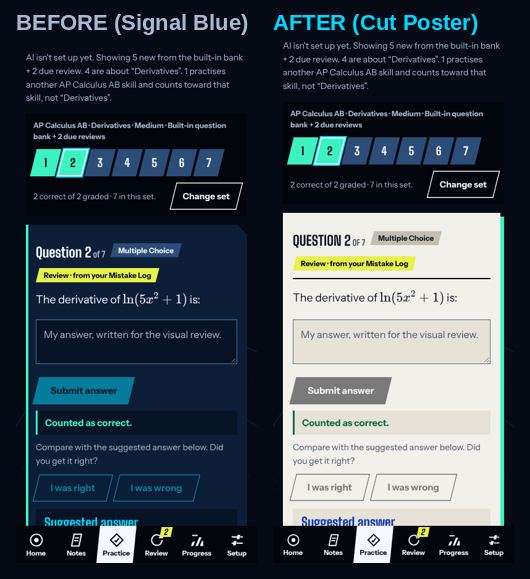 BEFORE (Signal Blue)
AI isn't set up yet. Showing 5 new from the built-in bank
+ 2 due review. 4 are about "Derivatives". 1 practises
another AP Calculus AB skill and counts toward that
skill, not "Derivatives".
AP Calculus AB · Derivatives · Medium · Built-in question
bank + 2 due reviews
1 2 3 4 5 6 7
2 correct of 2 graded · 7 in this set.
Change set
Question 2 OF 7
Multiple Choice
Review · from your Mistake Log
The derivative of ln(5x² + 1) is:
My answer, written for the visual review.
Submit answer
Counted as correct.
Compare with the suggested answer below. Did
you get it right?
I was right
I was wrong
Suggested answer
2
Home Notes Practice Review Progress Setup
AFTER (Cut Poster)
AI isn't set up yet. Showing 5 new from the built-in bank
+ 2 due review. 4 are about "Derivatives". 1 practises
another AP Calculus AB skill and counts toward that
skill, not "Derivatives".
AP Calculus AB · Derivatives · Medium · Built-in question
bank + 2 due reviews
1 2 3 4 5 6 7
2 correct of 2 graded · 7 in this set.
Change set
QUESTION 2 OF 7
Multiple Choice
Review · from your Mistake Log
The derivative of ln(5x² + 1) is:
My answer, written for the visual review.
Submit answer
Counted as correct.
Compare with the suggested answer below. Did
you get it right?
I was right
I was wrong
Suggested answer
2
Home Notes Practice Review Progress Setup